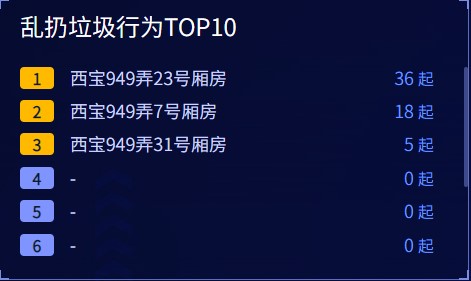 乱扔垃圾行为TOP10
1 西宝949弄23号厢房 36 起
2 西宝949弄7号厢房 18 起
3 西宝949弄31号厢房 5 起
4 - 0 起
5 - 0 起
6 - 0 起